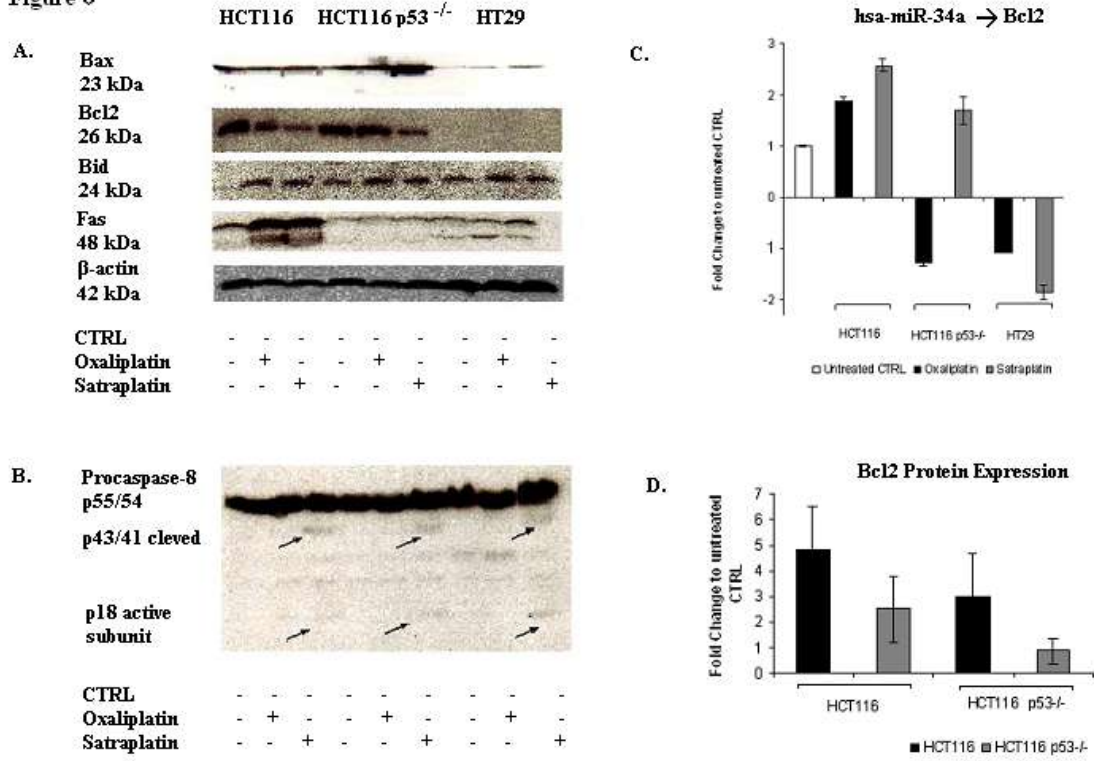 Figure 6
HCT116 HCT116 p53 -/- HT29
A.
Bax
23 kDa
Bcl2
26 kDa
Bid
24 kDa
Fas
48 kDa
β-actin
42 kDa
CTRL - - - - - - - - -
Oxaliplatin - + - - + - - + -
Satraplatin - - + - - + - - +
B.
Procaspase-8
p55/54
p43/41 cleved
p18 active
subunit
CTRL - - - - - - - - -
Oxaliplatin - + - - + - - + -
Satraplatin - - + - - + - - +
C.
hsa-miR-34a → Bcl2
Fold Change to untreated CTRL
3
2
1
0
1
-2
HCT116 HCT116 p53-/- HT29
Untreated CTRL Oxaliplatin Satraplatin
D.
Bcl2 Protein Expression
Fold Change to untreated
CTRL
7
6
5
4
3
2
1
0
HCT116 HCT116 p53-/-
HCT116 HCT116 p53-/-